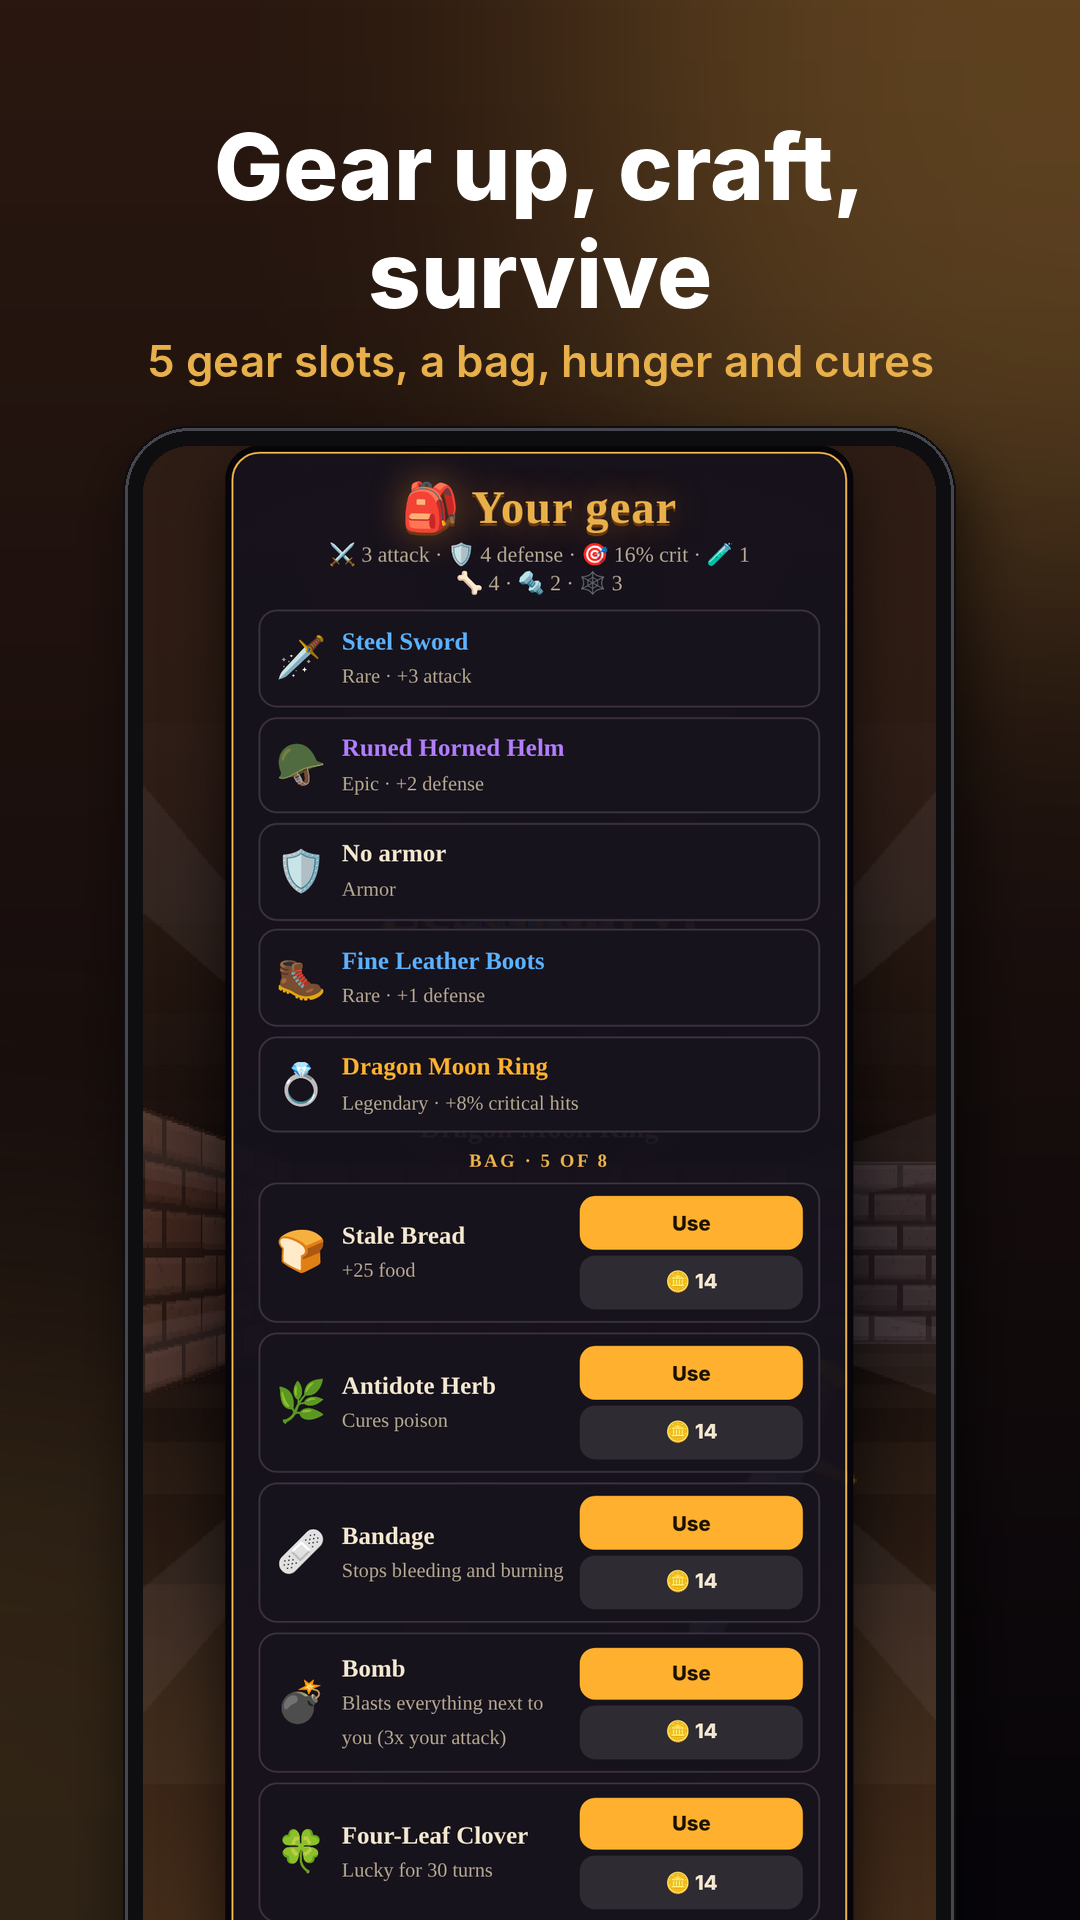 Gear up, craft,
survive
5 gear slots, a bag, hunger and cures
Your gear
3 attack · 4 defense · 16% crit · 1
4 · 2 · 3
Steel Sword
Rare · +3 attack
Runed Horned Helm
Epic · +2 defense
No armor
Armor
Fine Leather Boots
Rare · +1 defense
Dragon Moon Ring
Legendary · +8% critical hits
Dragon Moon Ring
BAG · 5 OF 8
Stale Bread
+25 food
Use
14
Antidote Herb
Cures poison
Use
14
Bandage
Stops bleeding and burning
Use
14
Bomb
Blasts everything next to
you (3x your attack)
Use
14
Four-Leaf Clover
Lucky for 30 turns
Use
14